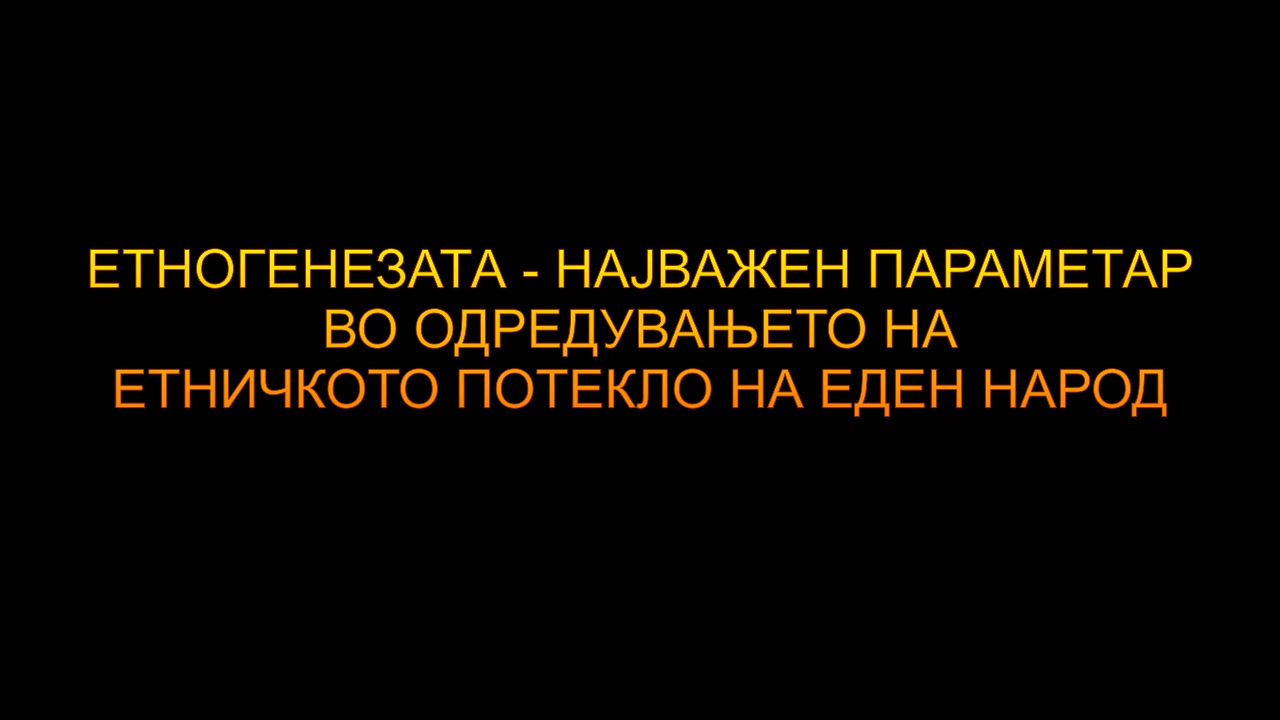 ЕТНОГЕНЕЗАТА - НАЈВАЖЕН ПАРАМЕТАР
ВО ОДРЕДУВАЊЕТО НА
ЕТНИЧКОТО ПОТЕКЛО НА ЕДЕН НАРОД